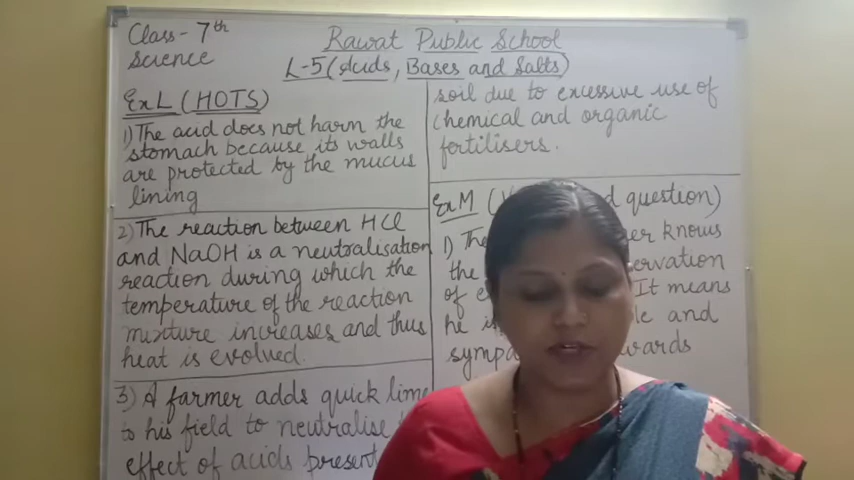 Class- 7th
Science
Rawat Public School
L-5 (Acids, Bases and Salts)
Ex L (HOTS)
1) The acid does not harm the
stomach because its walls
are protected by the mucus
lining
2) The reaction between HCl
and NaOH is a neutralisation
reaction during which the
temperature of the reaction
mixture increases and thus
heat is evolved.
3) A farmer adds quick lime
to his field to neutralise
effect of acids present
soil due to excessive use of
chemical and organic
fertilisers.
Ex M ( question)
1) The knows
the
of It means
he and